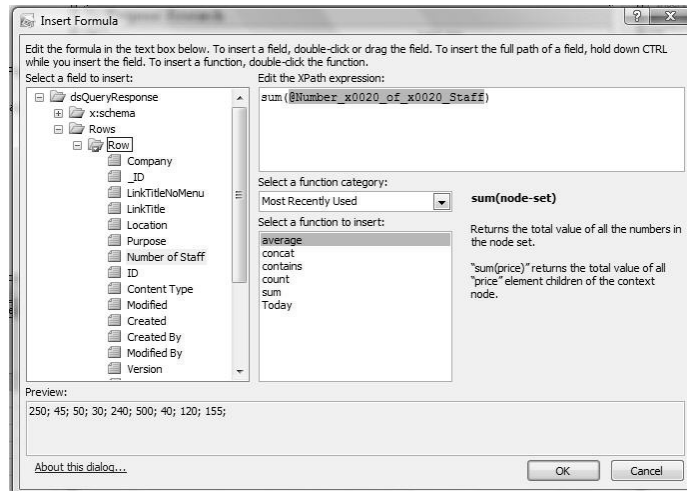 Insert Formula
Edit the formula in the text box below. To insert a field, double-click or drag the field. To insert the full path of a field, hold down CTRL
while you insert the field. To insert a function, double-click the function.
Select a field to insert:
dsQueryResponse
x:schema
Rows
Row
Company
_ID
LinkTitleNoMenu
LinkTitle
Location
Purpose
Number of Staff
ID
Content Type
Modified
Created
Created By
Modified By
Version
Edit the XPath expression:
sum(@Number_x0020_of_x0020_Staff)
Select a function category:
Most Recently Used
Select a function to insert:
average
concat
contains
count
sum
Today
sum(node-set)
Returns the total value of all the numbers in
the node set.
"sum(price)" returns the total value of all
"price" element children of the context
node.
Preview:
250; 45; 50; 30; 240; 500; 40; 120; 155;
About this dialog...
OK
Cancel